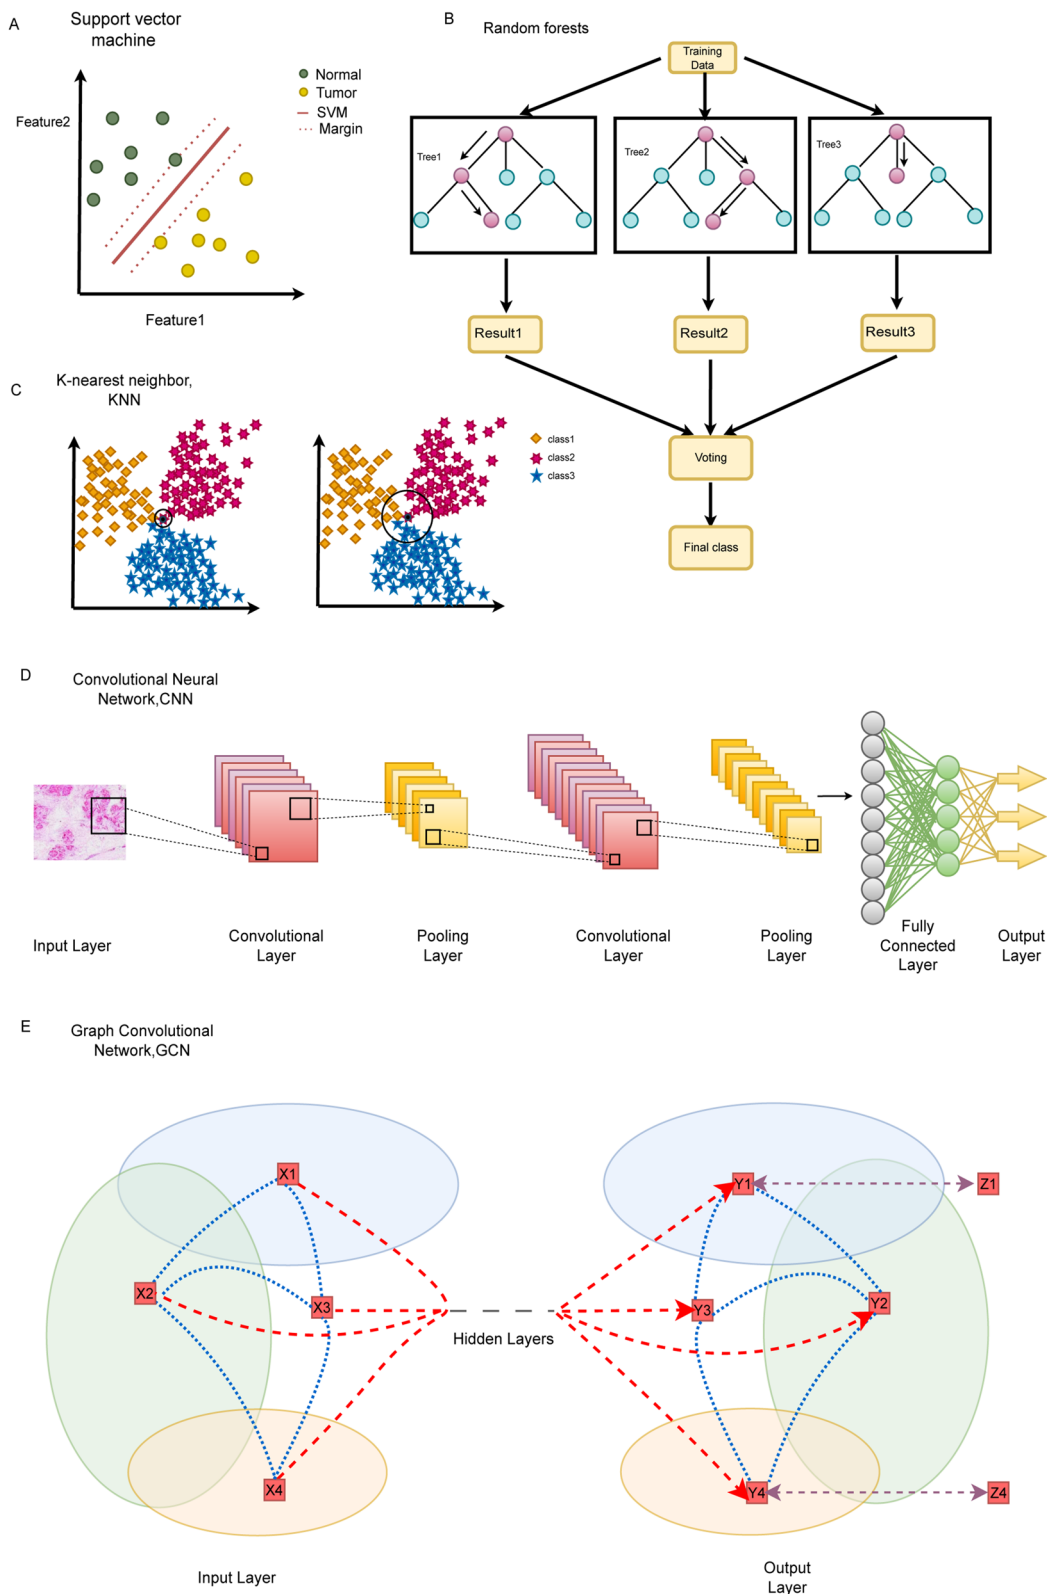 A
Support vector
machine
Normal
Tumor
SVM
Margin
Feature2
Feature1
B
Random forests
Training
Data
Tree1
Tree2
Tree3
Result1
Result2
Result3
Voting
Final class
C
K-nearest neighbor,
KNN
class1
class2
class3
D
Convolutional Neural
Network,CNN
Input Layer
Convolutional
Layer
Pooling
Layer
Convolutional
Layer
Pooling
Layer
Fully
Connected
Layer
Output
Layer
E
Graph Convolutional
Network,GCN
X1
X2
X3
X4
Hidden Layers
Y1
Y3
Y2
Y4
Z1
Z4
Input Layer
Output
Layer